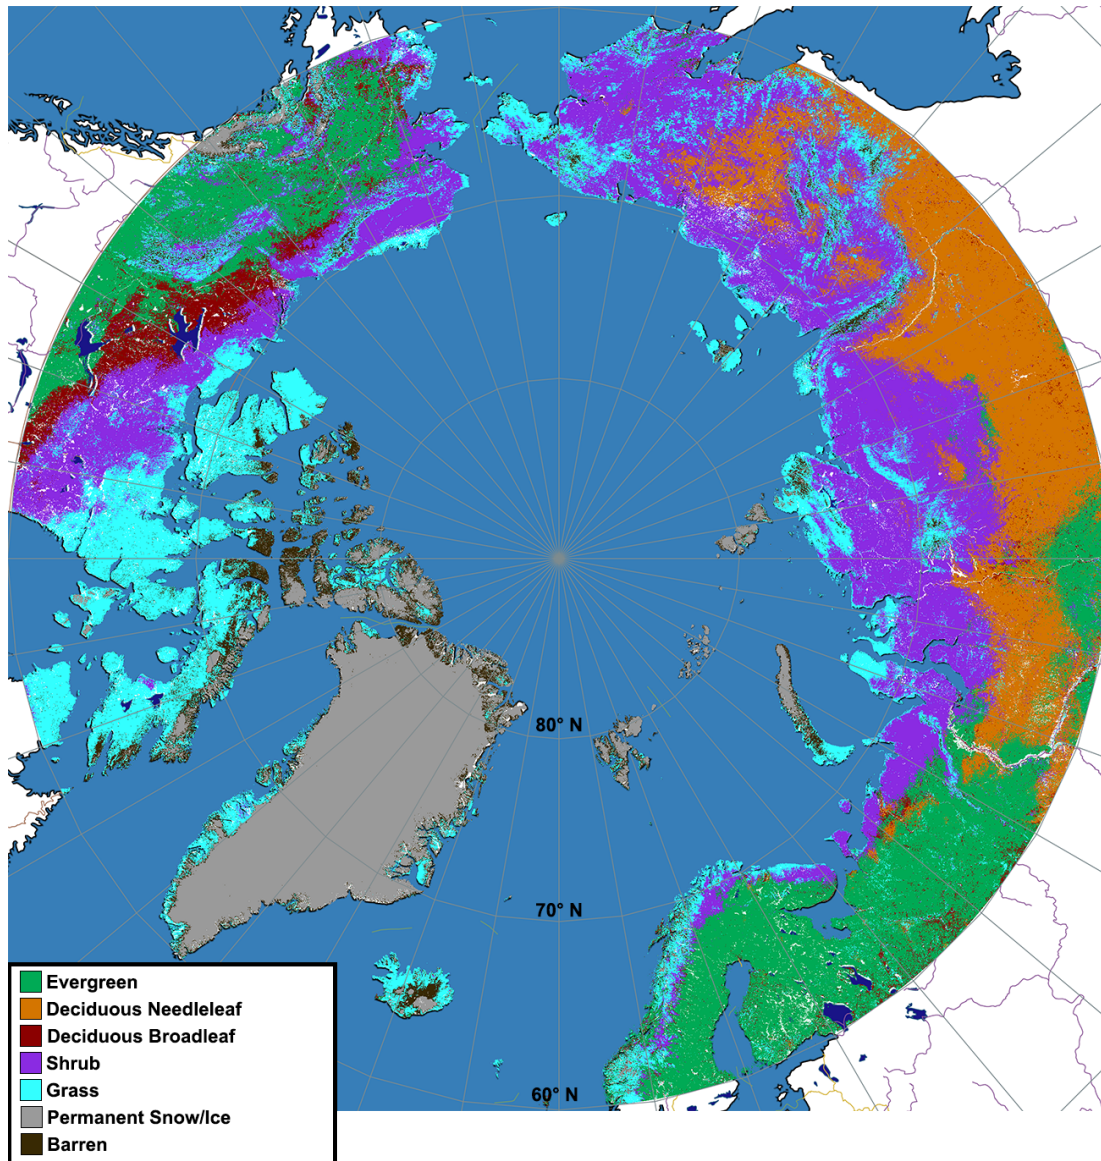 80° N
70° N
60° N
Evergreen
Deciduous Needleleaf
Deciduous Broadleaf
Shrub
Grass
Permanent Snow/Ice
Barren